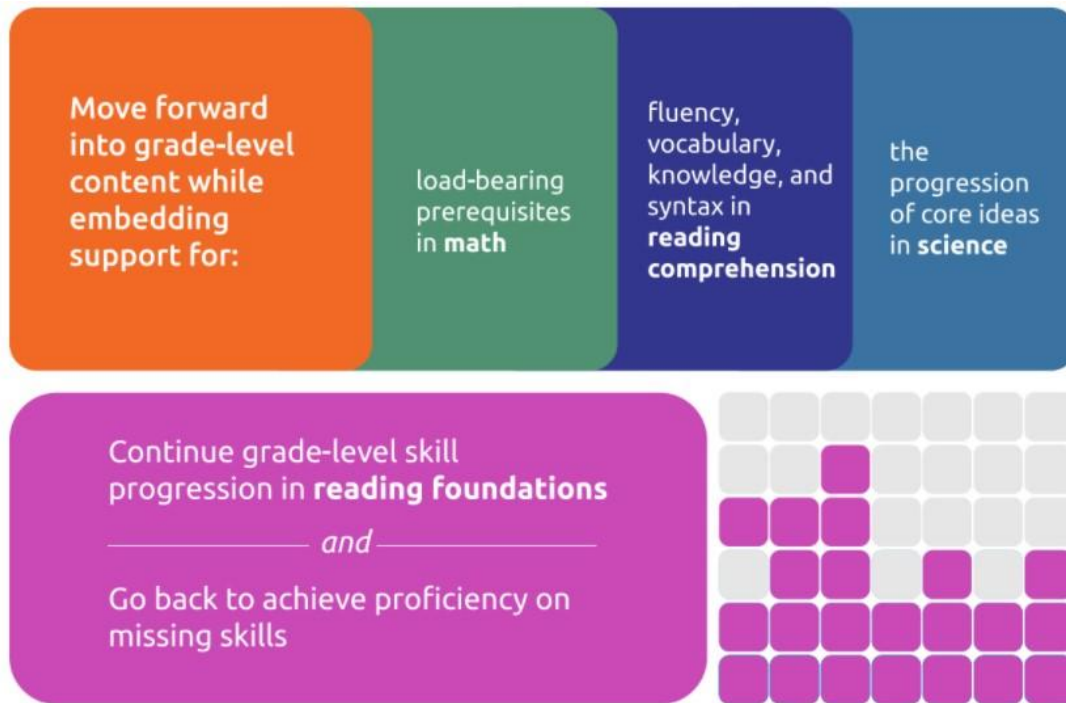 Move forward
into grade-level
content while
embedding
support for:
load-bearing
prerequisites
in math
fluency,
vocabulary,
knowledge, and
syntax in
reading
comprehension
the
progression
of core ideas
in science
Continue grade-level skill
progression in reading foundations
and
Go back to achieve proficiency on
missing skills